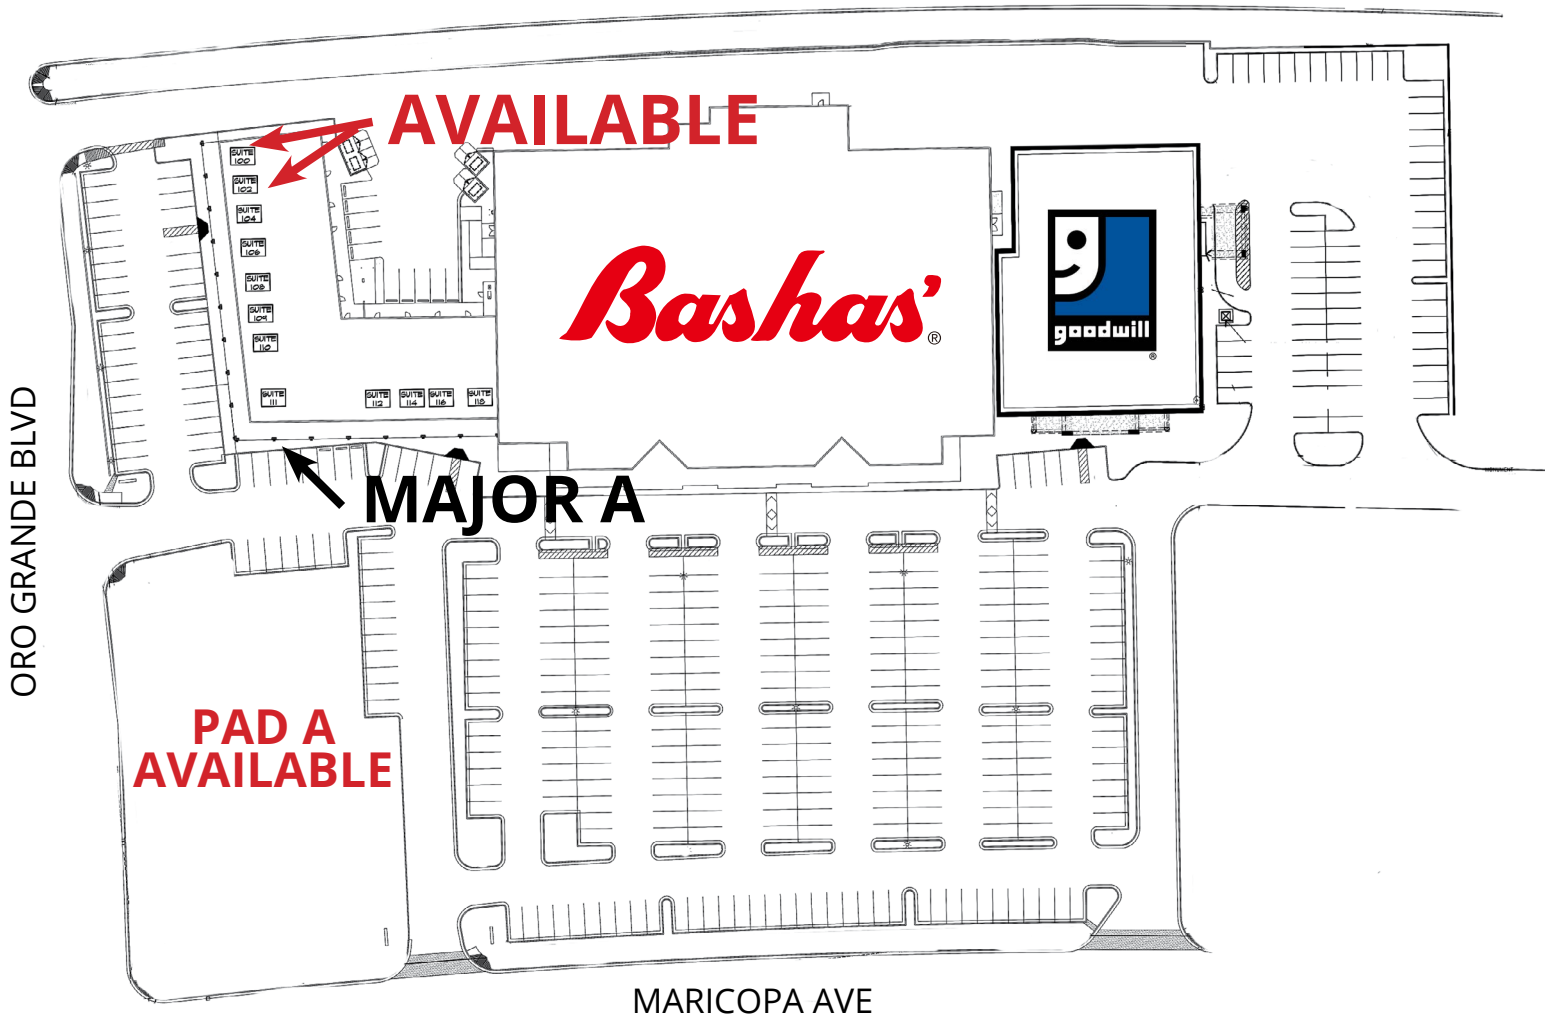 AVAILABLE
SUITE
100
SUITE
102
SUITE
104
SUITE
106
SUITE
108
SUITE
109
SUITE
110
SUITE
111
SUITE
112
SUITE
114
SUITE
116
SUITE
118
Bashas'®
goodwill
®
MAJOR A
MONUMENT
ORO GRANDE BLVD
PAD A
AVAILABLE
MARICOPA AVE